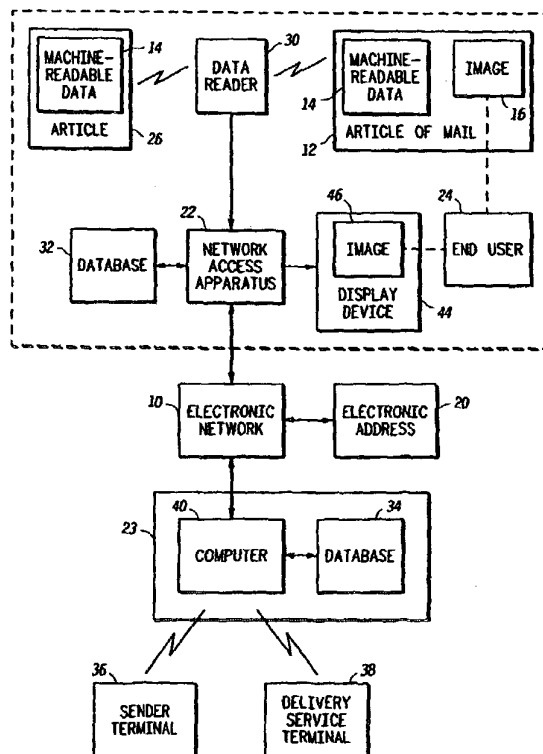 14
MACHINE-
READABLE
DATA
ARTICLE
26
30
DATA
READER
MACHINE-
READABLE
DATA
14
IMAGE
16
ARTICLE OF MAIL
12
32
DATABASE
22
NETWORK
ACCESS
APPARATUS
46
IMAGE
DISPLAY
DEVICE
44
24
END USER
10
ELECTRONIC
NETWORK
20
ELECTRONIC
ADDRESS
23
40
COMPUTER
34
DATABASE
36
SENDER
TERMINAL
38
DELIVERY
SERVICE
TERMINAL